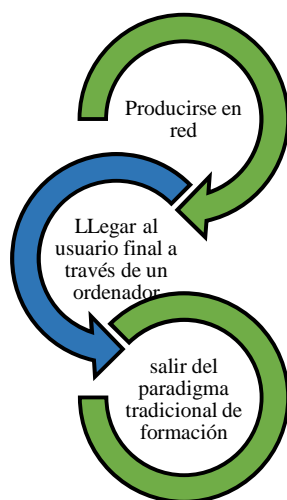 Producirse en
red
LLegar al
usuario final a
través de un
ordenador
salir del
paradigma
tradicional de
formación